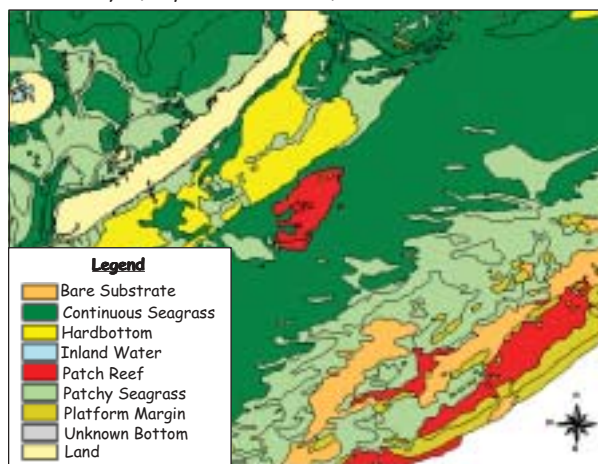 Legend
Bare Substrate
Continuous Seagrass
Hardbottom
Inland Water
Patch Reef
Patchy Seagrass
Platform Margin
Unknown Bottom
Land